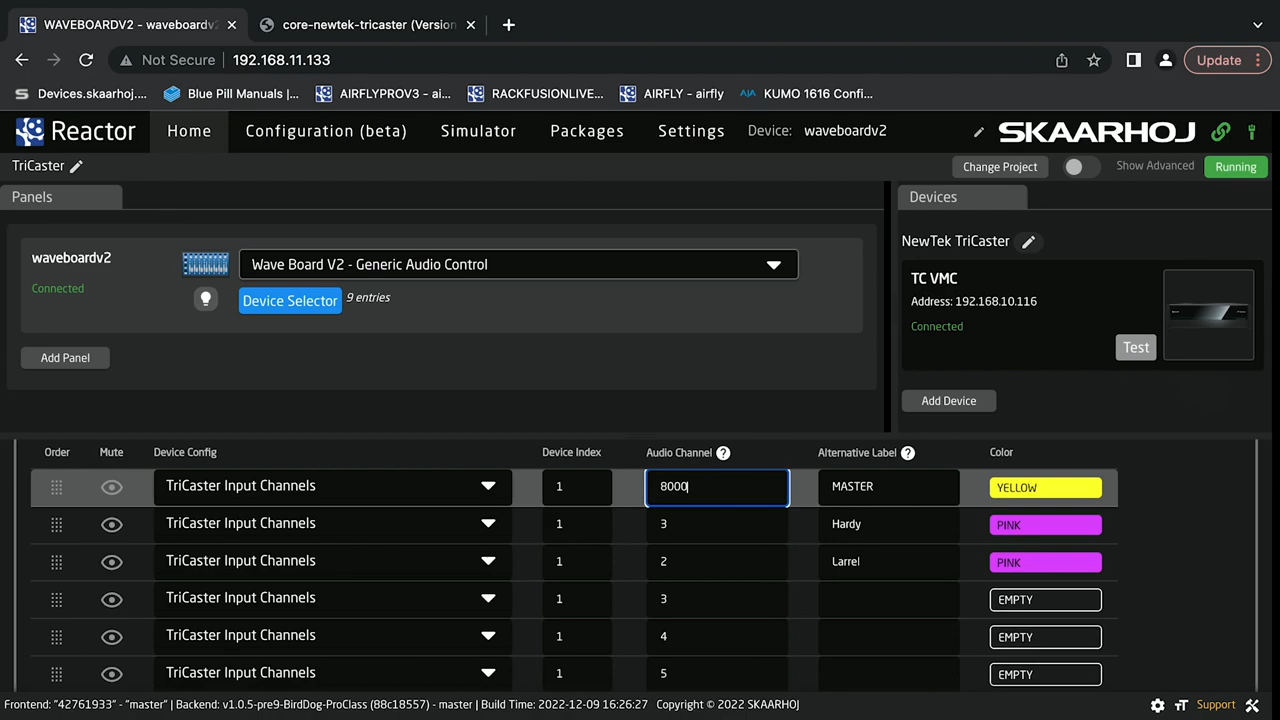 WAVEBOARDV2 - waveboardv2
core-newtek-tricaster (Version
Not Secure
192.168.11.133
Update
Devices.skaarhoj....
Blue Pill Manuals |...
AIRFLYPROV3 - ai...
RACKFUSIONLIVE...
AIRFLY - airfly
KUMO 1616 Confi...
Reactor
Home
Configuration (beta)
Simulator
Packages
Settings
Device: waveboardv2
SKAARHOJ
TriCaster
Change Project
Show Advanced
Running
Panels
waveboardv2
Connected
Wave Board V2 - Generic Audio Control
Device Selector
9 entries
Add Panel
Devices
NewTek TriCaster
TC VMC
Address: 192.168.10.116
Connected
Test
Add Device
Order Mute Device Config Device Index Audio Channel ? Alternative Label ? Color
TriCaster Input Channels 1 8000 MASTER YELLOW
TriCaster Input Channels 1 3 Hardy PINK
TriCaster Input Channels 1 2 Larrel PINK
TriCaster Input Channels 1 3 EMPTY
TriCaster Input Channels 1 4 EMPTY
TriCaster Input Channels 1 5 EMPTY
Frontend: "42761933" - "master" | Backend: v1.0.5-pre9-BirdDog-ProClass (88c18557) - master | Build Time: 2022-12-09 16:26:27 Copyright © 2022 SKAARHOJ
Support